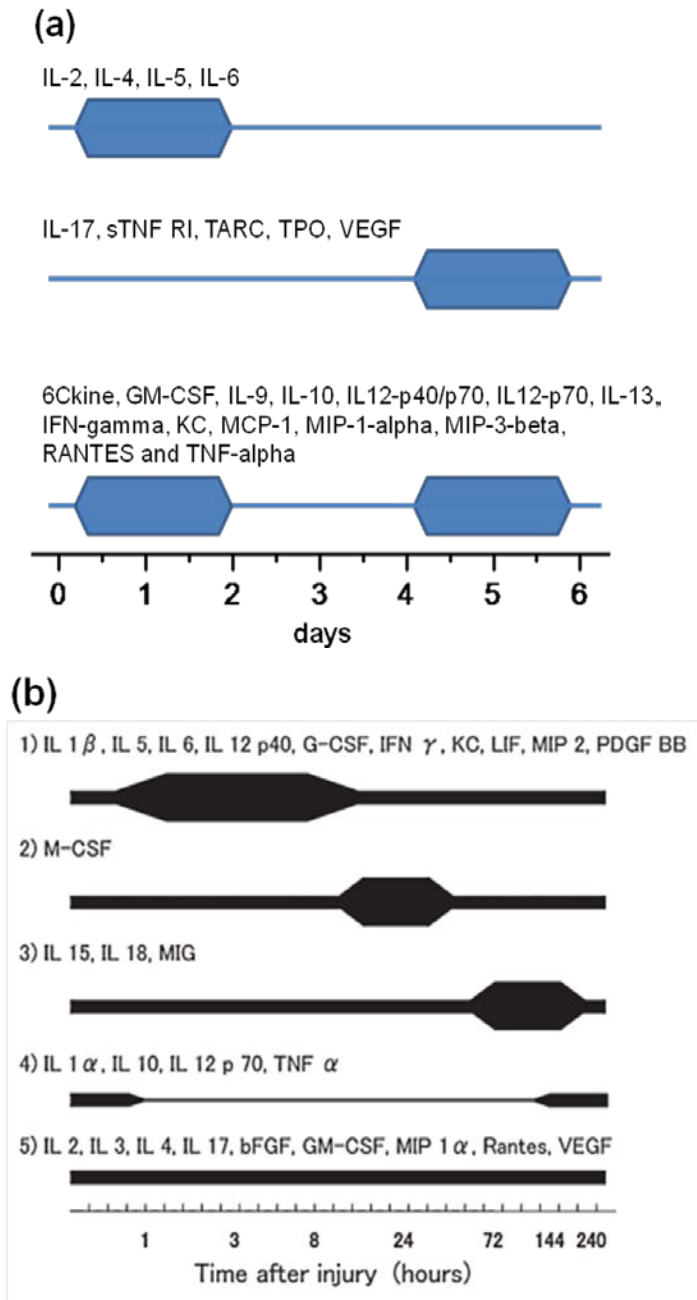 (a)
IL-2, IL-4, IL-5, IL-6
IL-17, sTNF RI, TARC, TPO, VEGF
6Ckine, GM-CSF, IL-9, IL-10, IL12-p40/p70, IL12-p70, IL-13,,
IFN-gamma, KC, MCP-1, MIP-1-alpha, MIP-3-beta,
RANTES and TNF-alpha
0 1 2 3 4 5 6
days
(b)
1) IL 1 β, IL 5, IL 6, IL 12 p40, G-CSF, IFN γ, KC, LIF, MIP 2, PDGF BB
2) M-CSF
3) IL 15, IL 18, MIG
4) IL 1 α, IL 10, IL 12 p 70, TNF α
5) IL 2, IL 3, IL 4, IL 17, bFGF, GM-CSF, MIP 1 α, Rantes, VEGF
1 3 8 24 72 144 240
Time after injury (hours)